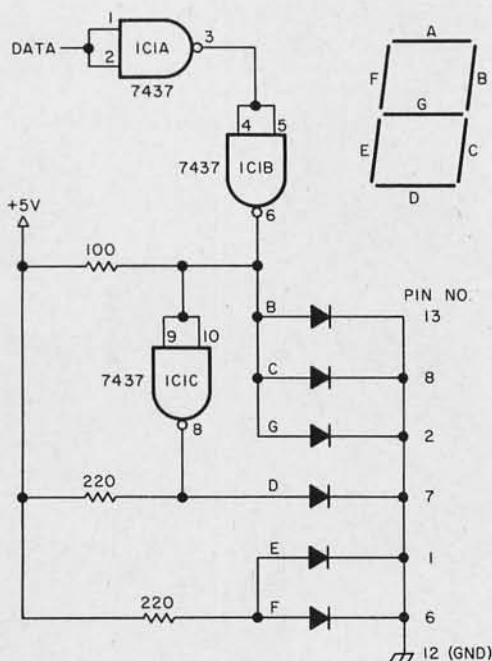 DATA 1 2 IC1A 3
7437
A
F B
G
E C
D
4 5
7437 IC1B
6
+5V
100
9 10
7437 IC1C
8
PIN NO.
B 13
C 8
G 2
220 D 7
E 1
220 F 6
12 (GND)